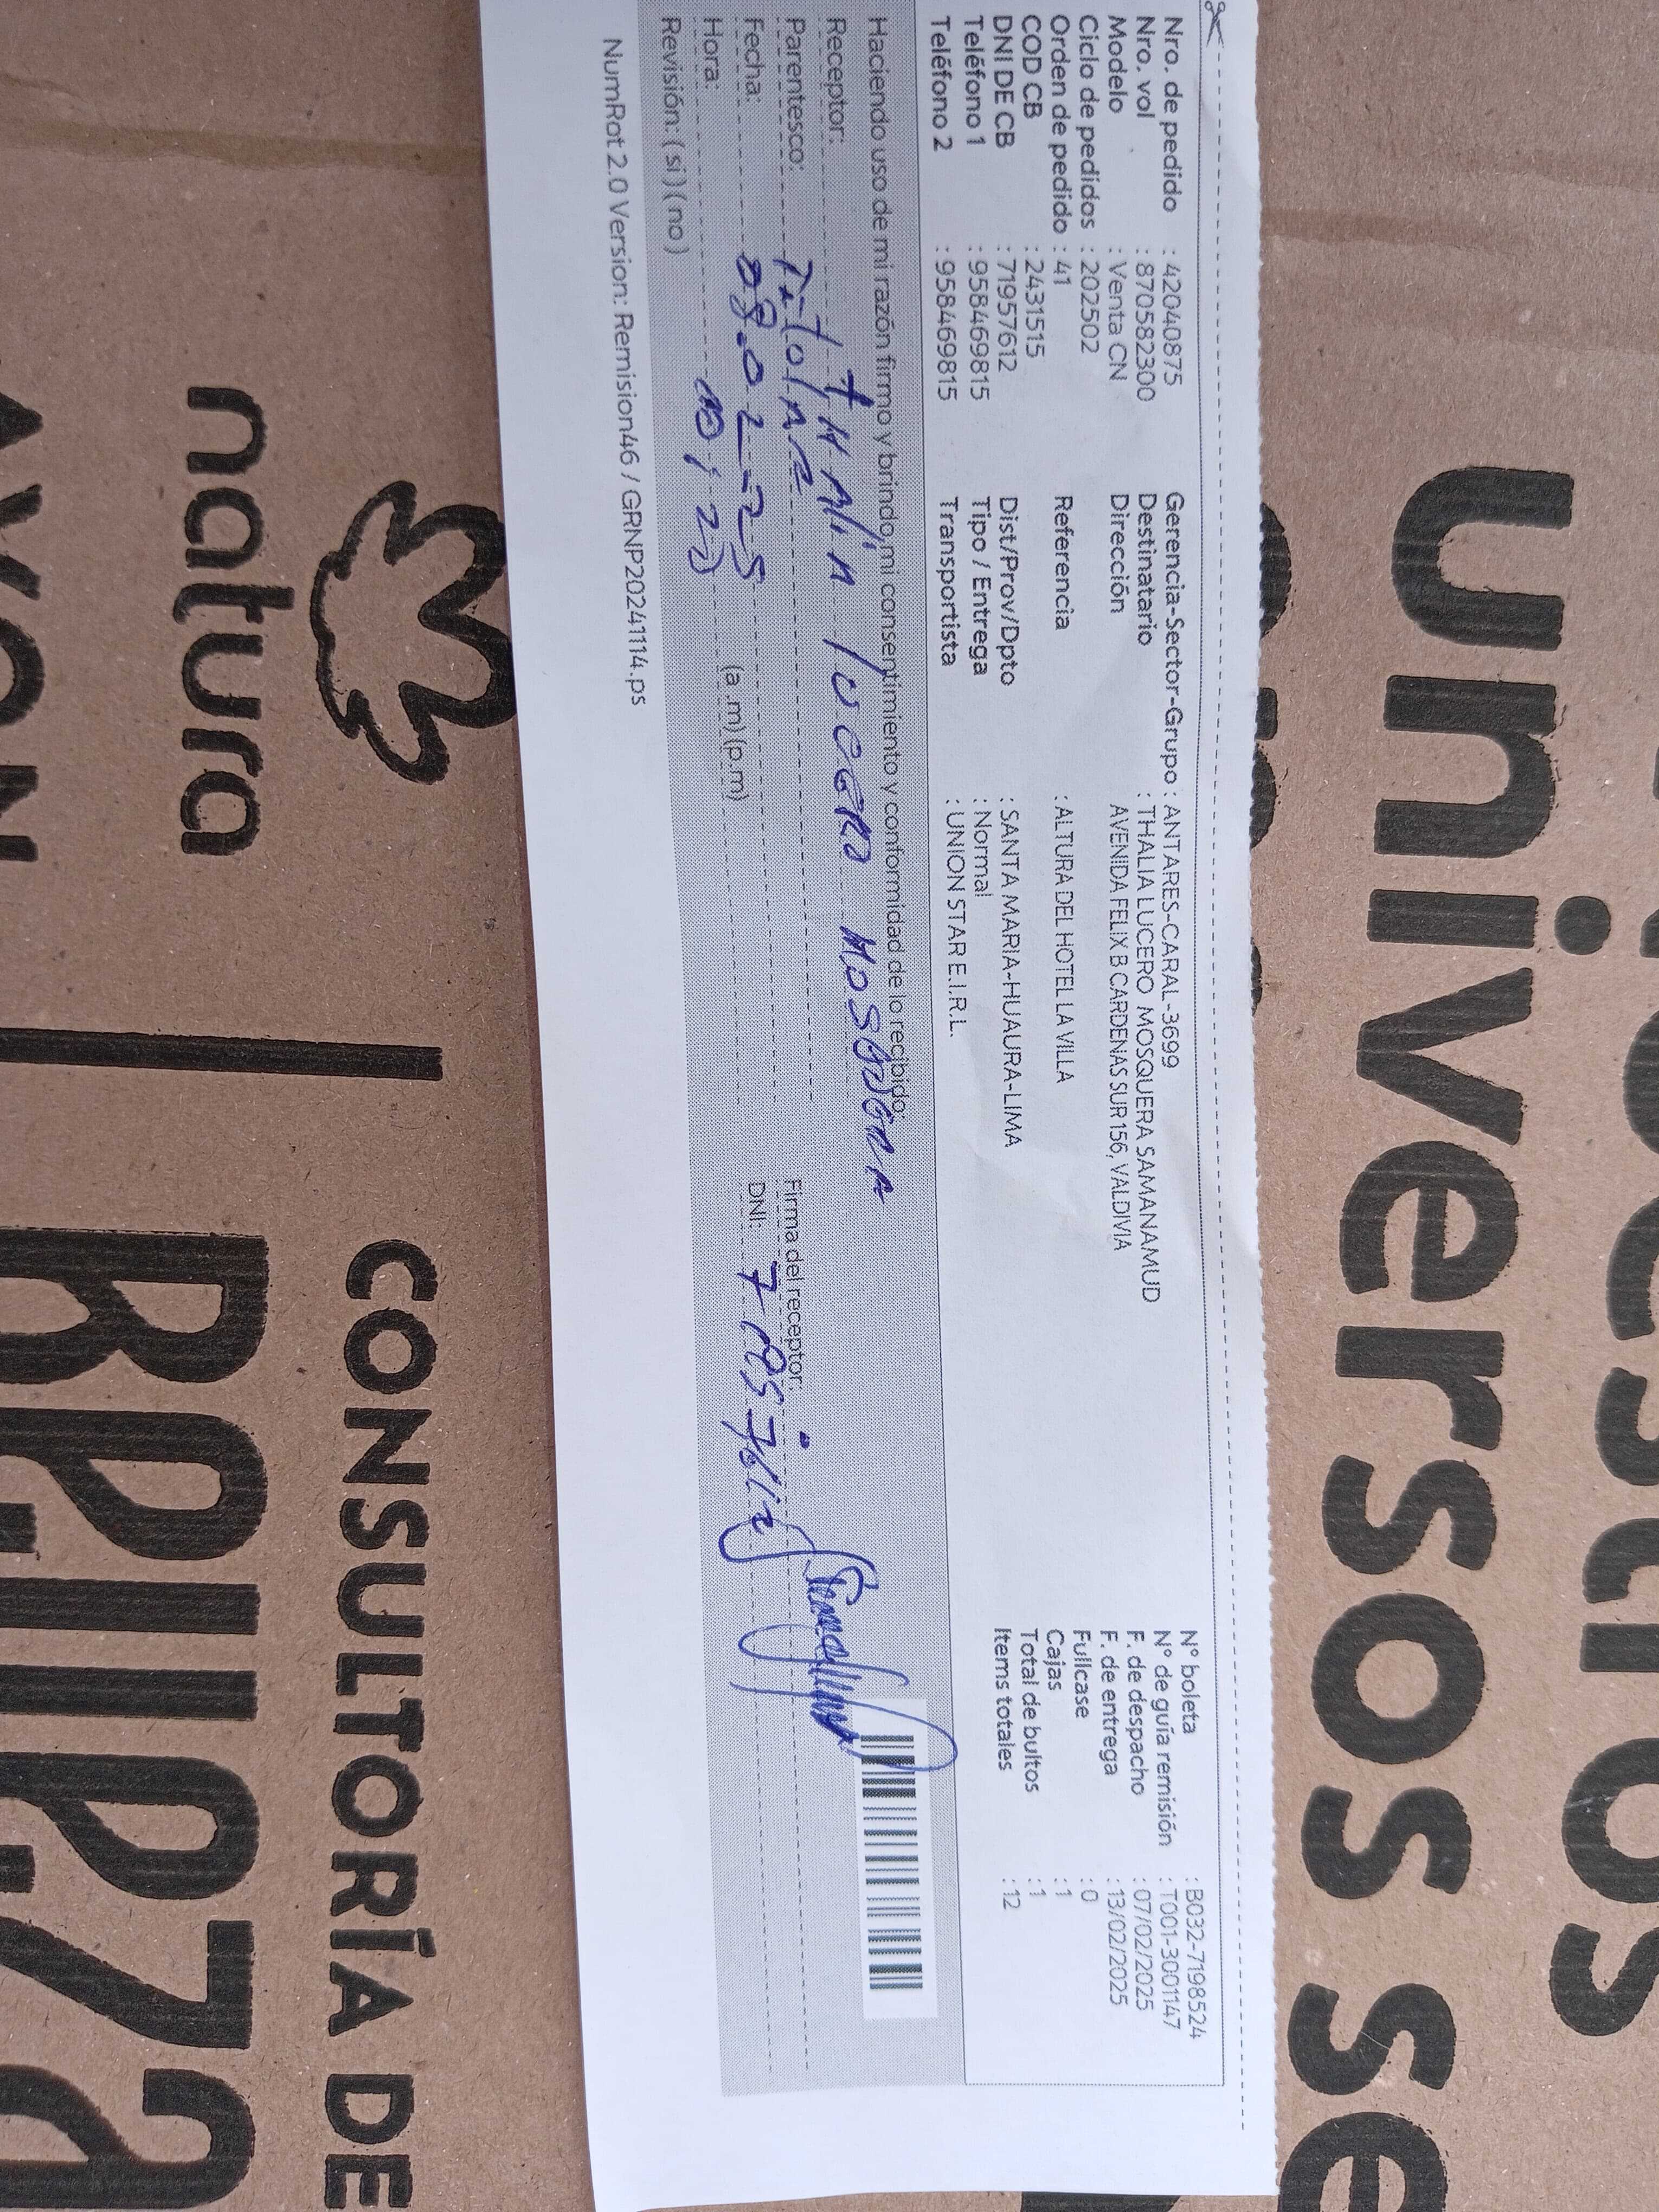 Nro. de pedido : 42040875
Nro. vol : 870582300
Modelo : Venta CN
Ciclo de pedidos : 202502
Orden de pedido : 41
COD CB : 2431515
DNI DE CB : 71957612
Teléfono 1 : 958469815
Teléfono 2 : 958469815
Gerencia-Sector-Grupo : ANTARES-CARAL-3699
Destinatario : THALIA LUCERO MOSQUERA SAMANAMUD
Dirección AVENIDA FELIX B CARDENAS SUR 156, VALDIVIA
Referencia : ALTURA DEL HOTEL LA VILLA
Dist/Prov/Dpto : SANTA MARIA-HUAURA-LIMA
Tipo / Entrega : Normal
Transportista : UNION STAR E.I.R.L.
N° boleta : B032-7198524
N° de guía remisión : T001-3001147
F. de despacho : 07/02/2025
F. de entrega : 13/02/2025
Fullcase : 0
Cajas : 1
Total de bultos : 1
Items totales : 12
Haciendo uso de mi razón firmo y brindo mi consentimiento y conformidad de lo recibido:
Receptor: tHAliA lucero Mosquera
Parentesco: Titolar
Fecha: 08-02-25
Hora: (a.m)(p.m)
Revisión: (si)(no)
Firma del receptor:
DNI:
NumRot 2.0 Version: Remision46 / GRNP20241114.ps
universos se
natura
CONSULTORÍA DE